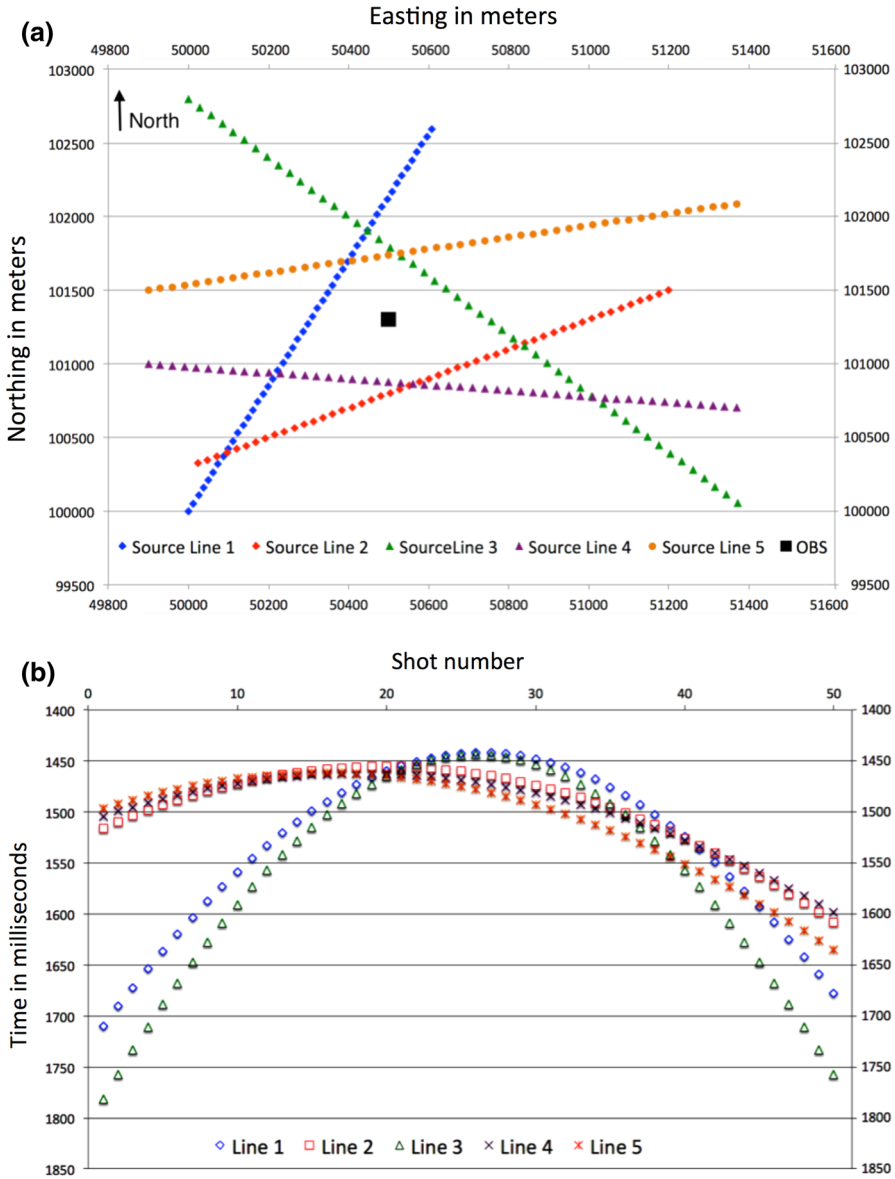 (a)
Easting in meters
49800 50000 50200 50400 50600 50800 51000 51200 51400 51600
103000 103000
North
102500 102500
102000 102000
101500 101500
101000 101000
100500 100500
100000 100000
Northing in meters
Source Line 1 Source Line 2 SourceLine 3 Source Line 4 Source Line 5 OBS
99500 99500
49800 50000 50200 50400 50600 50800 51000 51200 51400 51600
(b)
Shot number
0 10 20 30 40 50
1400 1400
1450 1450
1500 1500
1550 1550
1600 1600
1650 1650
1700 1700
1750 1750
1800 1800
1850 1850
Time in milliseconds
Line 1 Line 2 Line 3 Line 4 Line 5